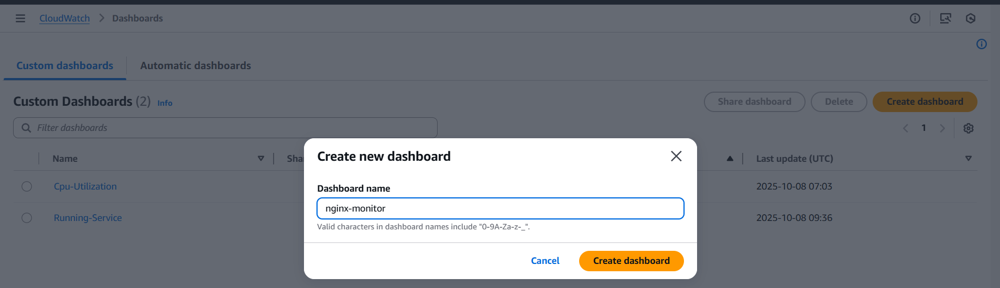 CloudWatch > Dashboards
Custom dashboards Automatic dashboards
Custom Dashboards (2) Info
Share dashboard Delete Create dashboard
Filter dashboards
1
Name Last update (UTC)
Cpu-Utilization 2025-10-08 07:03
Running-Service 2025-10-08 09:36
Create new dashboard
Dashboard name
nginx-monitor
Valid characters in dashboard names include "0-9A-Za-z-_".
Cancel Create dashboard